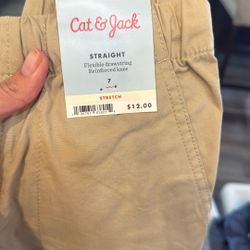 Cat & Jack
STRAIGHT
Flexible drawstring
Reinforced knee
7
STRETCH
$12.00